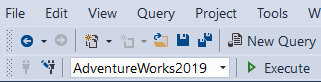 File Edit View Query Project Tools W
New Query
AdventureWorks2019 Execute